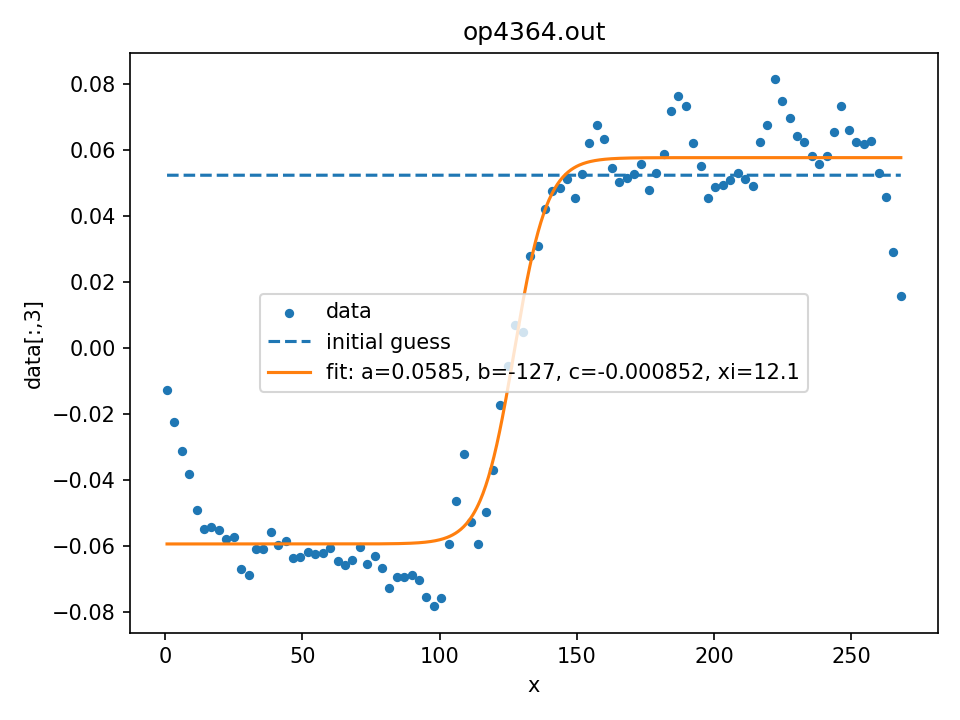 op4364.out
0.08
0.06
0.04
0.02
0.00
−0.02
−0.04
−0.06
−0.08
data[:,3]
data
initial guess
fit: a=0.0585, b=-127, c=-0.000852, xi=12.1
0 50 100 150 200 250
x